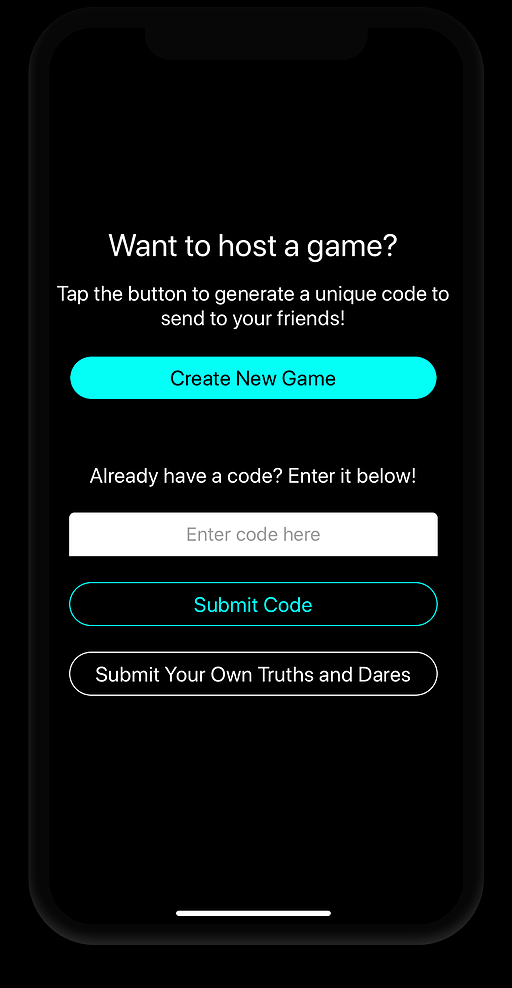 Want to host a game?
Tap the button to generate a unique code to
send to your friends!
Create New Game
Already have a code? Enter it below!
Enter code here
Submit Code
Submit Your Own Truths and Dares